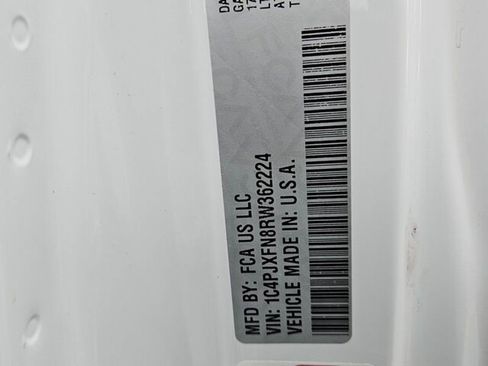 MFD BY: FCA US LLC
VIN: 1C4PJXFN8RW362224
VEHICLE MADE IN: U.S.A.